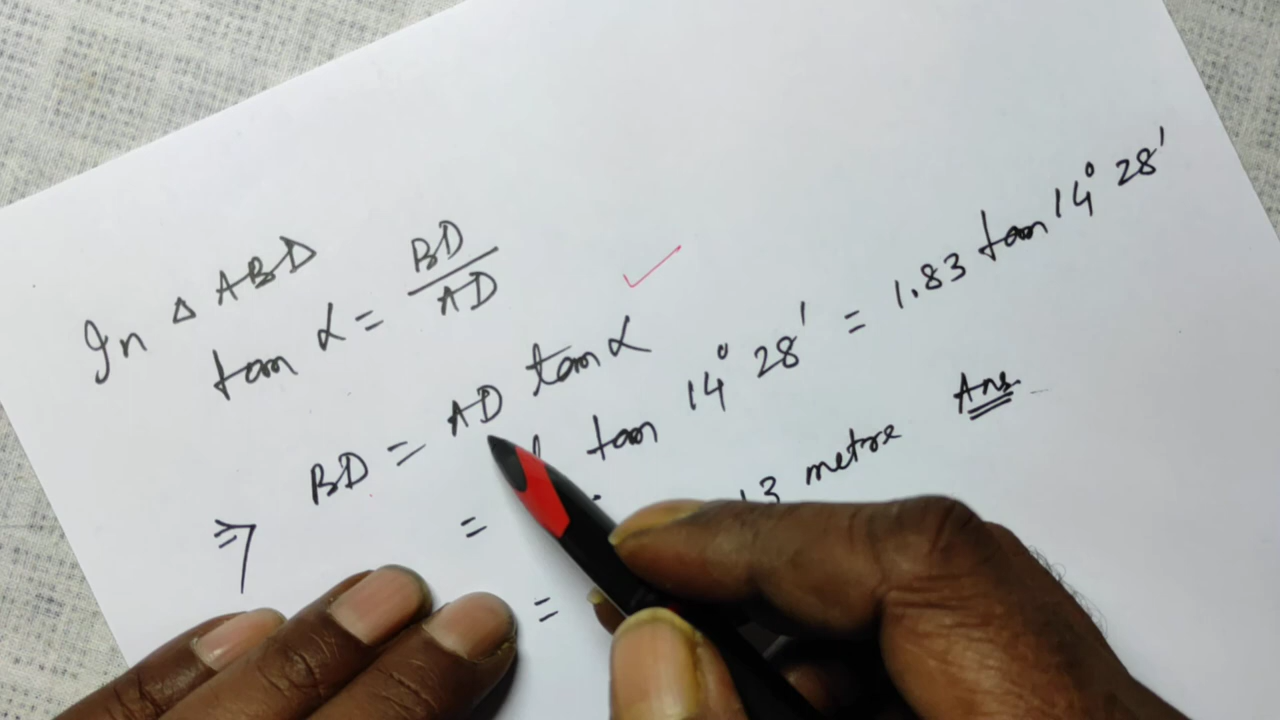 In Δ ABD
tan α = BD / AD
⇒ BD = AD tan α
= tan 14° 28' = 1.83 tan 14° 28'
= metre Ans